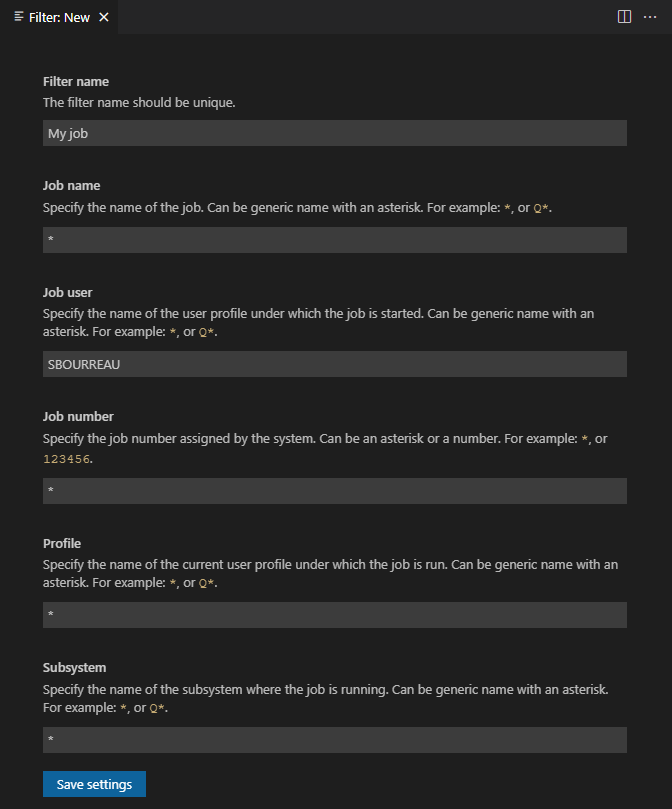 Filter: New
Filter name
The filter name should be unique.
My job
Job name
Specify the name of the job. Can be generic name with an asterisk. For example: *, or Q*.
*
Job user
Specify the name of the user profile under which the job is started. Can be generic name with an
asterisk. For example: *, or Q*.
SBOURREAU
Job number
Specify the job number assigned by the system. Can be an asterisk or a number. For example: *, or
123456.
*
Profile
Specify the name of the current user profile under which the job is run. Can be generic name with an
asterisk. For example: *, or Q*.
*
Subsystem
Specify the name of the subsystem where the job is running. Can be generic name with an asterisk.
For example: *, or Q*.
*
Save settings